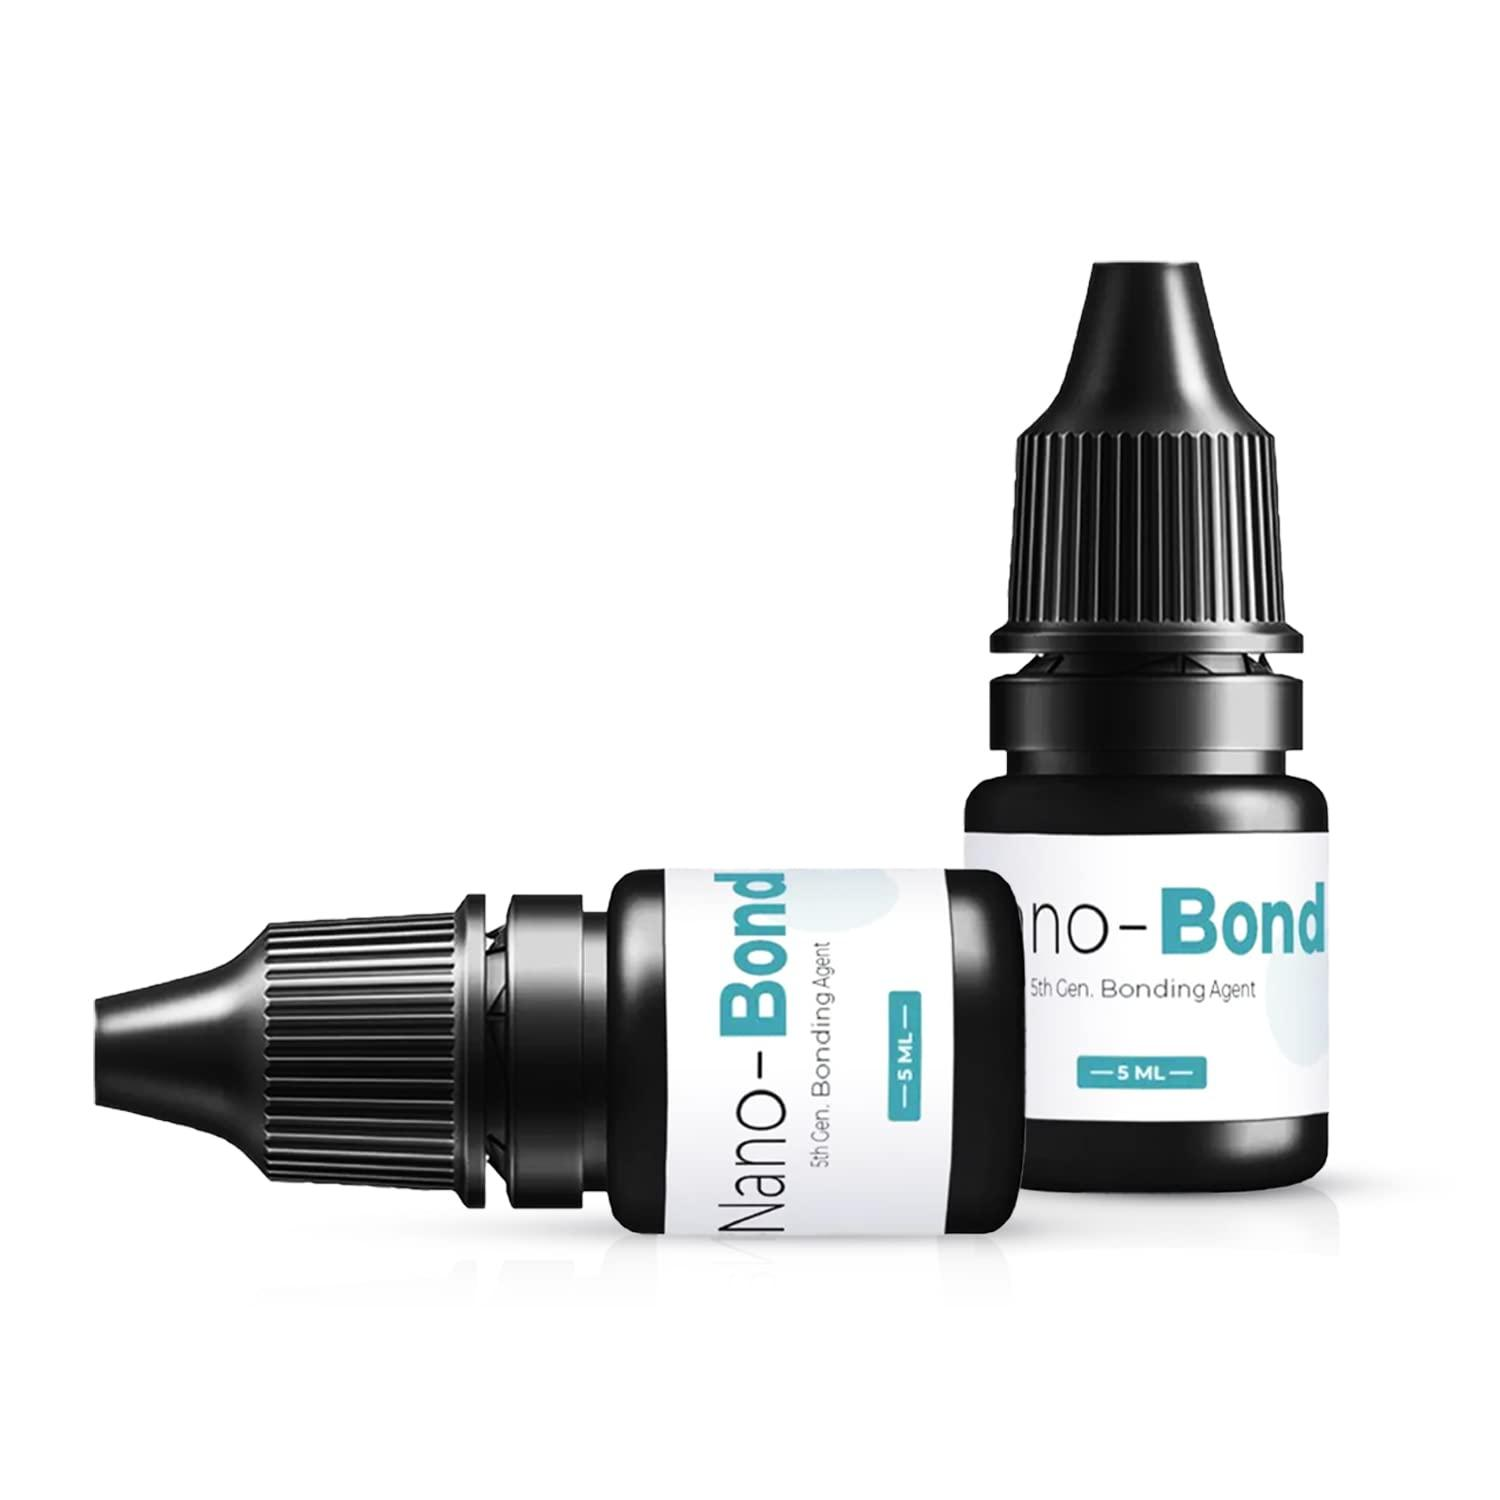 Nano-Bond
5th Gen. Bonding Agent
—5 ML—
no-Bond
5th Gen. Bonding Agent
—5 ML—